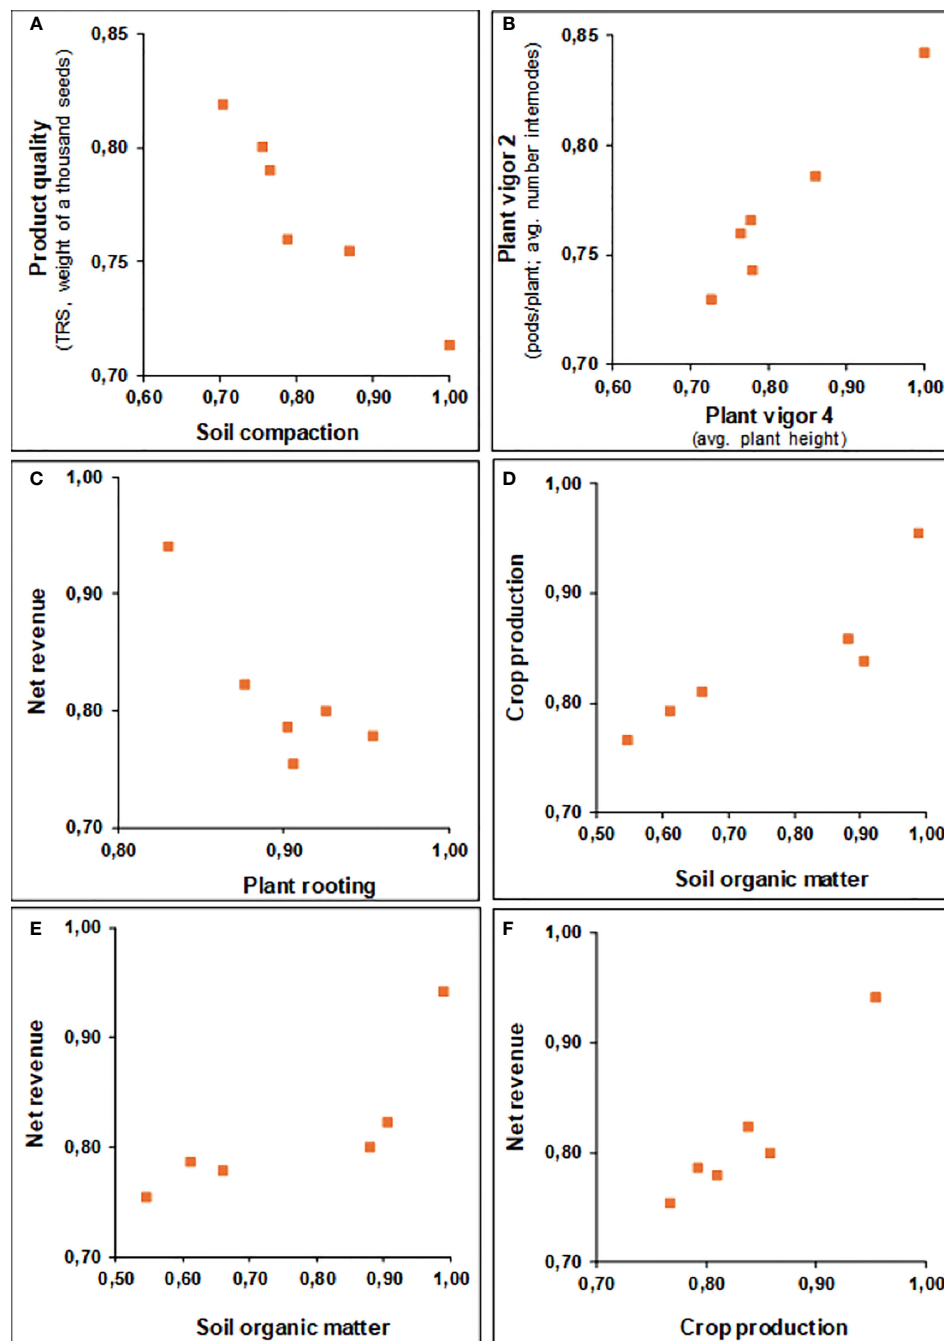 A
Product quality
(TRS, weight of a thousand seeds)
0,85
0,80
0,75
0,70
0,60 0,70 0,80 0,90 1,00
Soil compaction
B
Plant vigor 2
(pods/plant; avg. number internodes)
0,85
0,80
0,75
0,70
0,60 0,70 0,80 0,90 1,00
Plant vigor 4
(avg. plant height)
C
Net revenue
1,00
0,90
0,80
0,70
0,80 0,90 1,00
Plant rooting
D
Crop production
1,00
0,90
0,80
0,70
0,50 0,60 0,70 0,80 0,90 1,00
Soil organic matter
E
Net revenue
1,00
0,90
0,80
0,70
0,50 0,60 0,70 0,80 0,90 1,00
Soil organic matter
F
Net revenue
1,00
0,90
0,80
0,70
0,70 0,80 0,90 1,00
Crop production